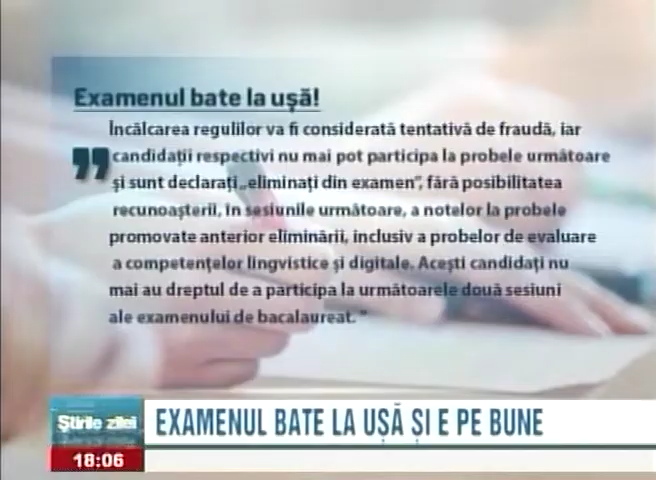 Examenul bate la ușă!
Încălcarea regulilor va fi considerată tentativă de fraudă, iar
candidații respectivi nu mai pot participa la probele următoare
și sunt declarați „eliminați din examen”, fără posibilitatea
recunoașterii, în sesiunile următoare, a notelor la probele
promovate anterior eliminării, inclusiv a probelor de evaluare
a competențelor lingvistice și digitale. Acești candidați nu
mai au dreptul de a participa la următoarele două sesiuni
ale examenului de bacalaureat. ”
Știrile zilei
EXAMENUL BATE LA UȘĂ ȘI E PE BUNE
18:06